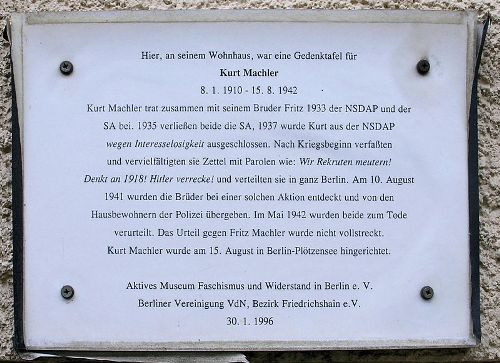 Hier, an seinem Wohnhaus, war eine Gedenktafel für
Kurt Machler
8. 1. 1910 - 15. 8. 1942
Kurt Machler trat zusammen mit seinem Bruder Fritz 1933 der NSDAP und der
SA bei. 1935 verließen beide die SA, 1937 wurde Kurt aus der NSDAP
wegen Interesselosigkeit ausgeschlossen. Nach Kriegsbeginn verfaßten
und vervielfältigten sie Zettel mit Parolen wie: Wir Rekruten meutern!
Denkt an 1918! Hitler verrecke! und verteilten sie in ganz Berlin. Am 10. August
1941 wurden die Brüder bei einer solchen Aktion entdeckt und von den
Hausbewohnern der Polizei übergeben. Im Mai 1942 wurden beide zum Tode
verurteilt. Das Urteil gegen Fritz Machler wurde nicht vollstreckt.
Kurt Machler wurde am 15. August in Berlin-Plötzensee hingerichtet.
Aktives Museum Faschismus und Widerstand in Berlin e. V.
Berliner Vereinigung VdN, Bezirk Friedrichshain e.V.
30. 1. 1996